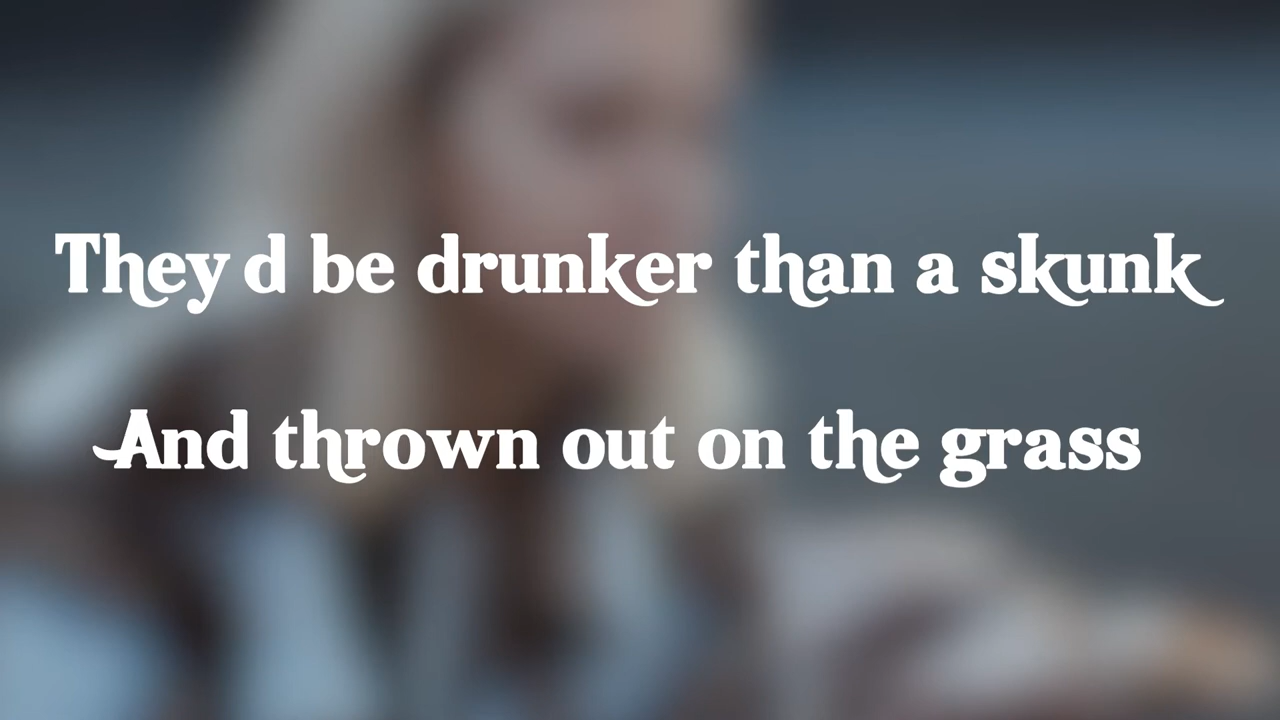 They d be drunker than a skunk
And thrown out on the grass